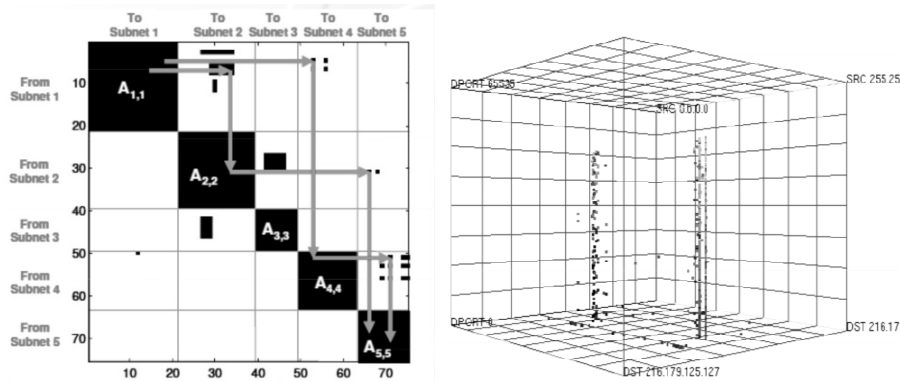 To Subnet 1
To Subnet 2
To Subnet 3
To Subnet 4
To Subnet 5
From Subnet 1
From Subnet 2
From Subnet 3
From Subnet 4
From Subnet 5
10
20
30
40
50
60
70
A1,1
A2,2
A3,3
A4,4
A5,5
10 20 30 40 50 60 70
SRC 255.25
SRC 0.0.0.0
DPORT 0
DST 216.17
DST 216.179.125.127